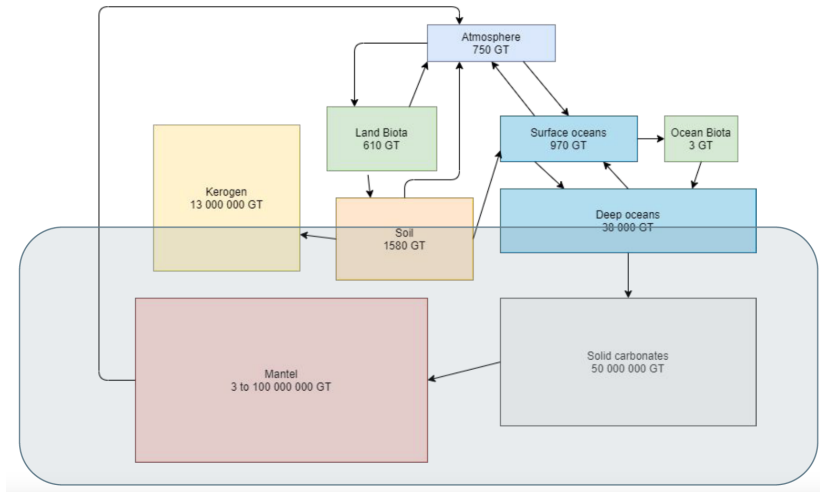 Atmosphere
750 GT
Land Biota
610 GT
Surface oceans
970 GT
Ocean Biota
3 GT
Kerogen
13 000 000 GT
Soil
1580 GT
Deep oceans
38 000 GT
Mantel
3 to 100 000 000 GT
Solid carbonates
50 000 000 GT